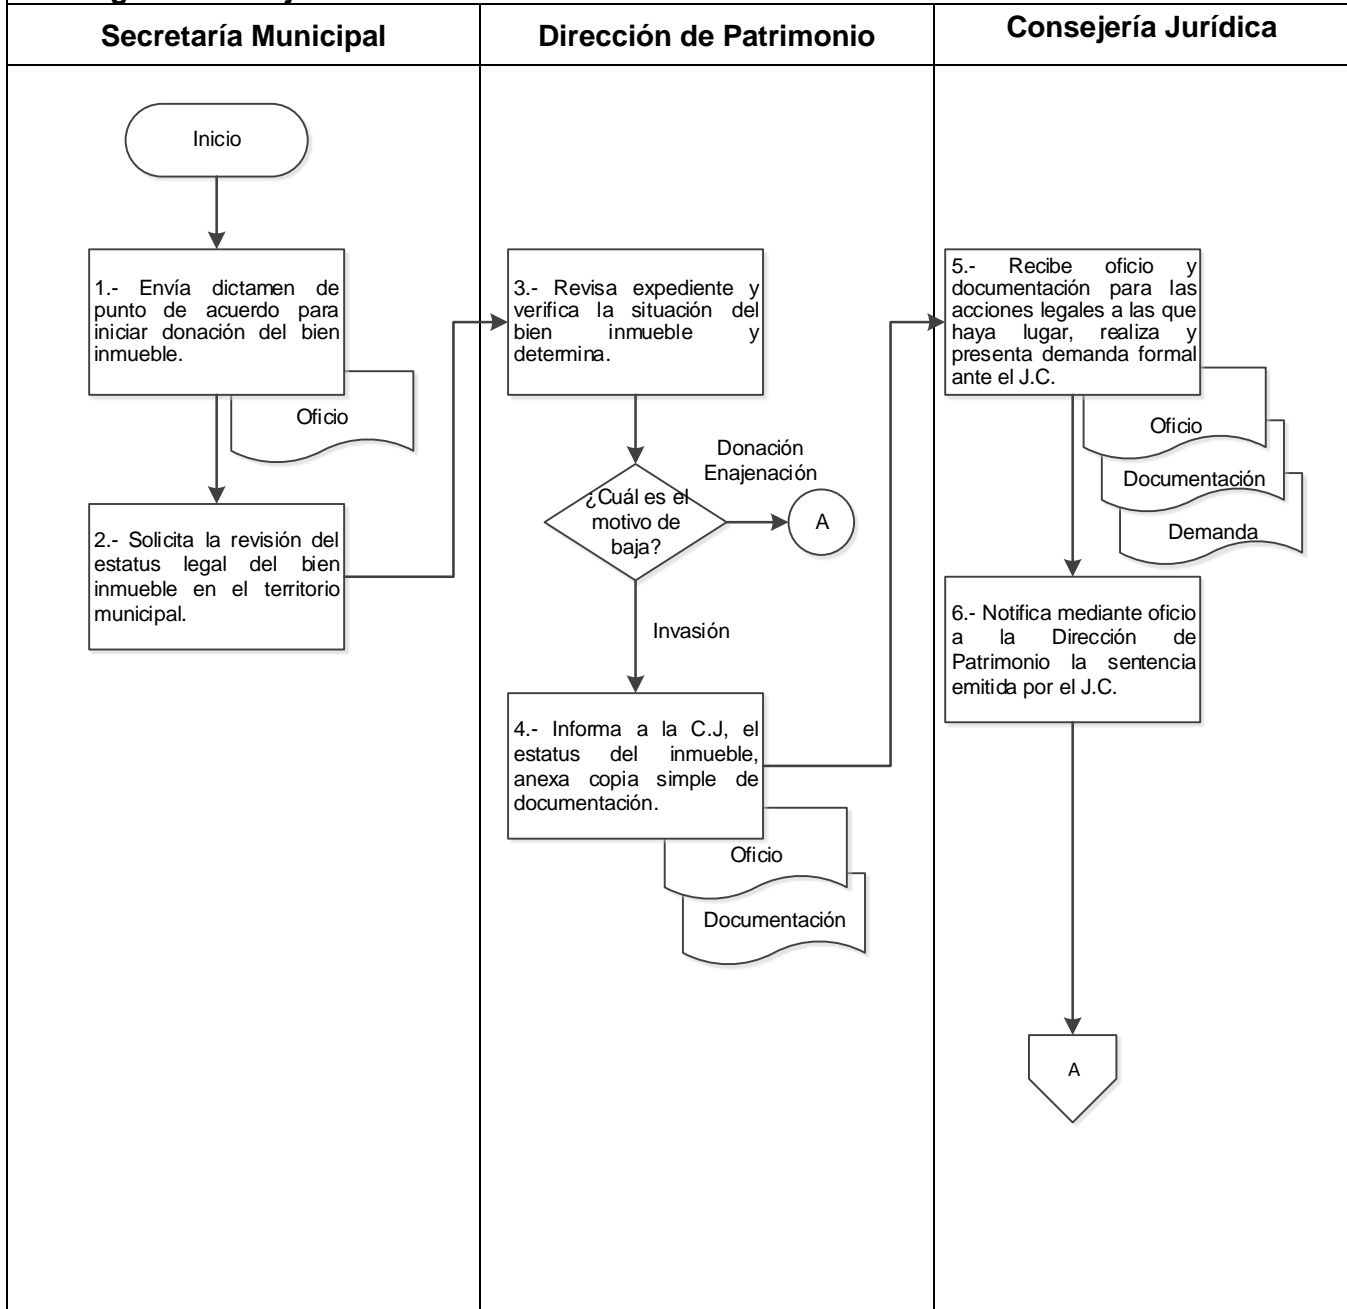 Secretaría Municipal
Dirección de Patrimonio
Consejería Jurídica
Inicio
1.- Envía dictamen de
punto de acuerdo para
iniciar donación del bien
inmueble.
Oficio
2.- Solicita la revisión del
estatus legal del bien
inmueble en el territorio
municipal.
3.- Revisa expediente y
verifica la situación del
bien inmueble y
determina.
Donación
Enajenación
¿Cuál es el
motivo de
baja?
A
Invasión
4.- Informa a la C.J, el
estatus del inmueble,
anexa copia simple de
documentación.
Oficio
Documentación
5.- Recibe oficio y
documentación para las
acciones legales a las que
haya lugar, realiza y
presenta demanda formal
ante el J.C.
Oficio
Documentación
Demanda
6.- Notifica mediante oficio
a la Dirección de
Patrimonio la sentencia
emitida por el J.C.
A